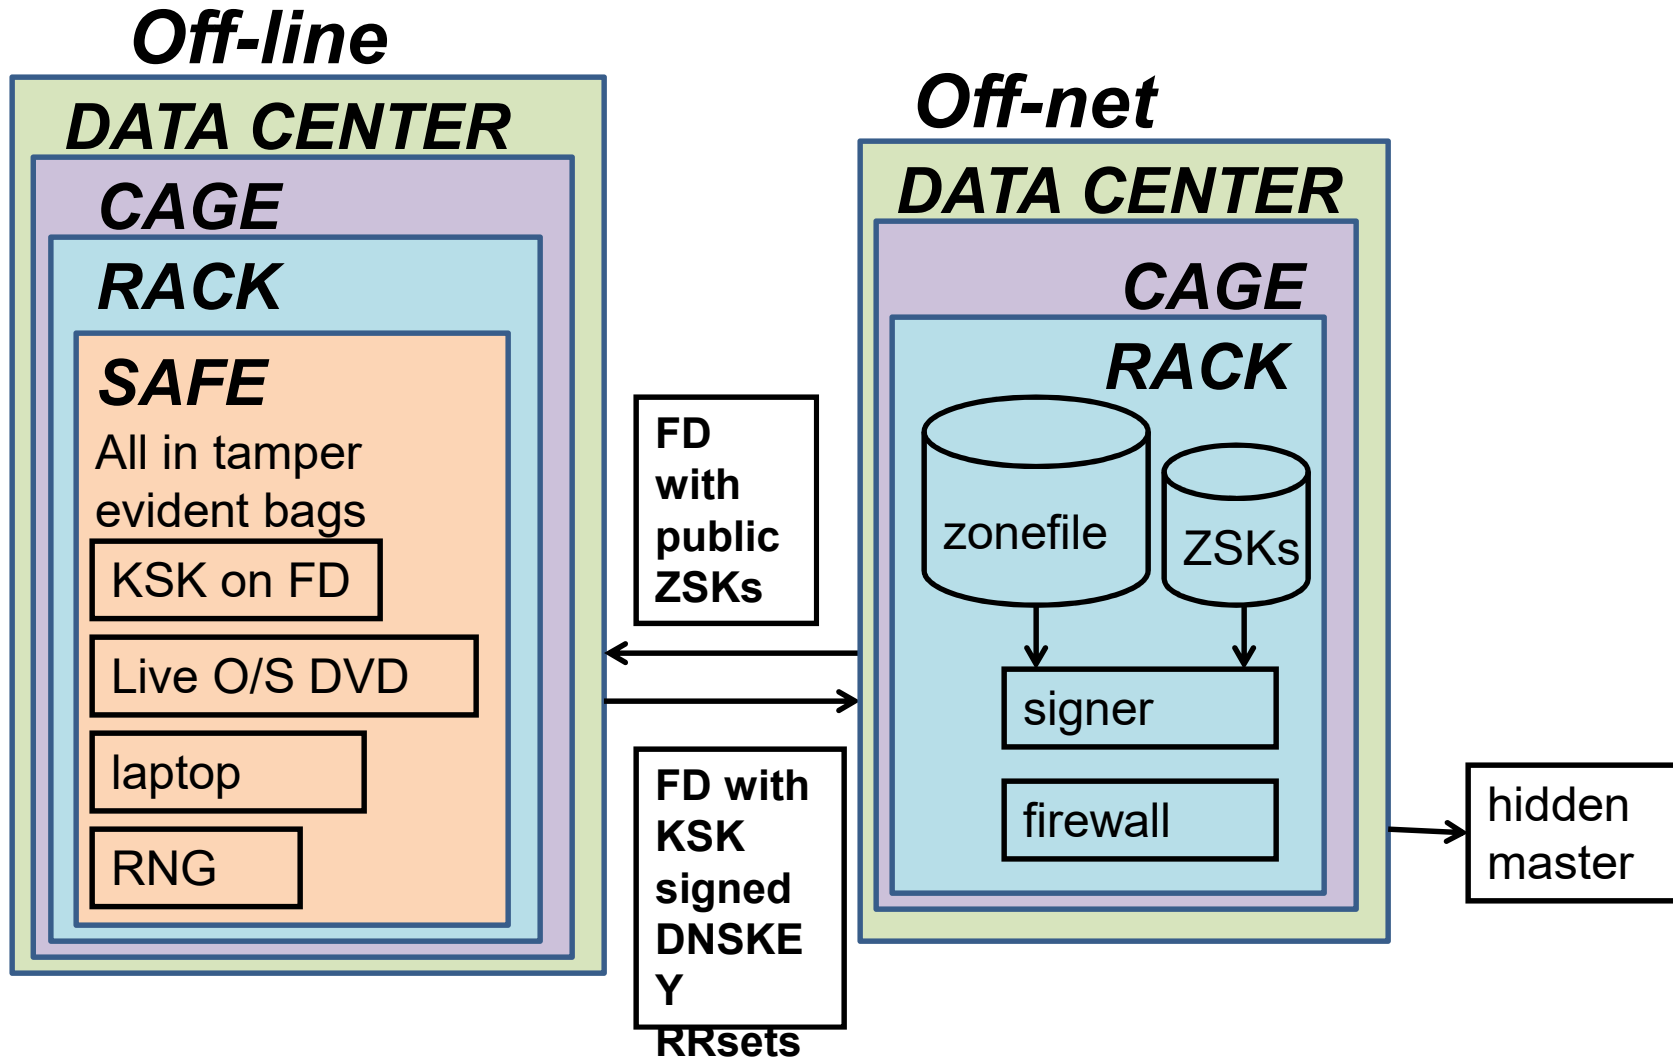 Off-line
DATA CENTER
CAGE
RACK
SAFE
All in tamper
evident bags
KSK on FD
Live O/S DVD
laptop
RNG
FD
with
public
ZSKs
FD with
KSK
signed
DNSKE
Y
RRsets
Off-net
DATA CENTER
CAGE
RACK
zonefile
ZSKs
signer
firewall
hidden
master